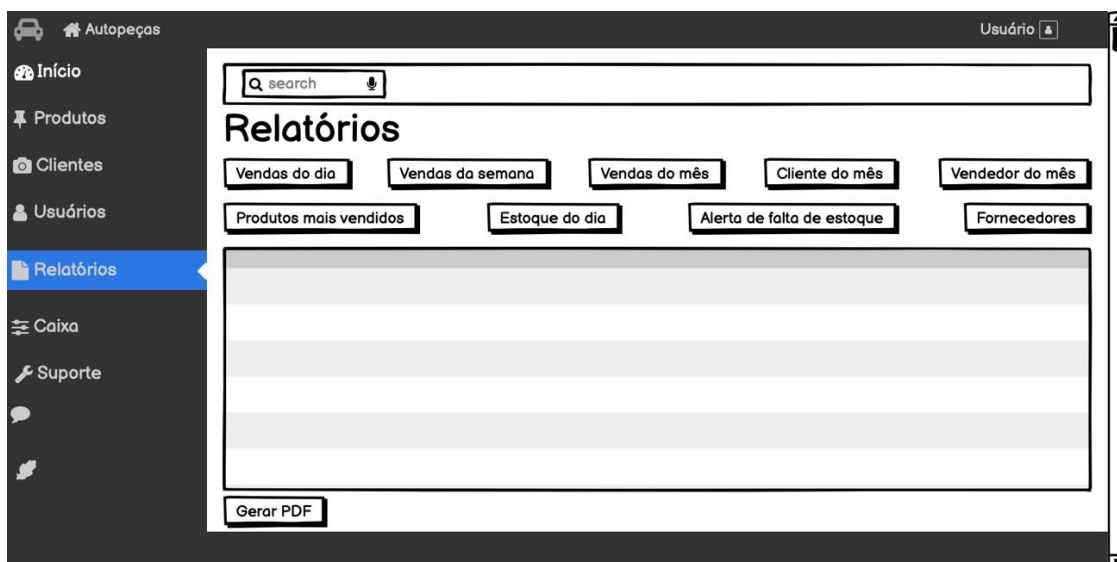 Autopeças
Usuário
Início
Produtos
Clientes
Usuários
Relatórios
Caixa
Suporte
search
Relatórios
Vendas do dia
Vendas da semana
Vendas do mês
Cliente do mês
Vendedor do mês
Produtos mais vendidos
Estoque do dia
Alerta de falta de estoque
Fornecedores
Gerar PDF